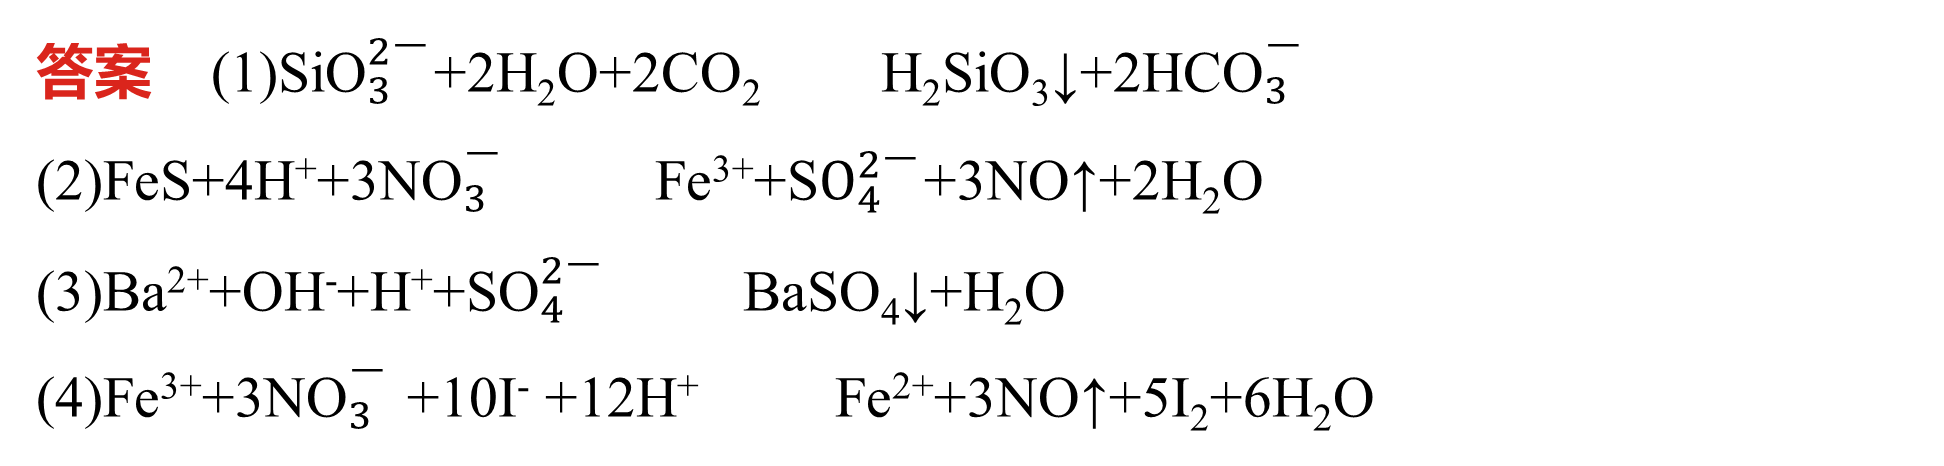 答案 (1)SiO₃²⁻+2H₂O+2CO₂ H₂SiO₃↓+2HCO₃⁻
(2)FeS+4H⁺+3NO₃⁻ Fe³⁺+SO₄²⁻+3NO↑+2H₂O
(3)Ba²⁺+OH⁻+H⁺+SO₄²⁻ BaSO₄↓+H₂O
(4)Fe³⁺+3NO₃⁻ +10I⁻ +12H⁺ Fe²⁺+3NO↑+5I₂+6H₂O